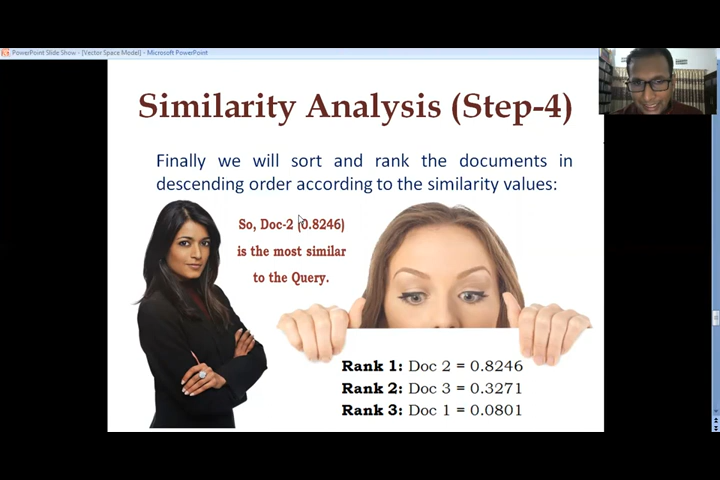 PowerPoint Slide Show - [Vector Space Model] - Microsoft PowerPoint
Similarity Analysis (Step-4)
Finally we will sort and rank the documents in
descending order according to the similarity values:
So, Doc-2 (0.8246)
is the most similar
to the Query.
Rank 1: Doc 2 = 0.8246
Rank 2: Doc 3 = 0.3271
Rank 3: Doc 1 = 0.0801